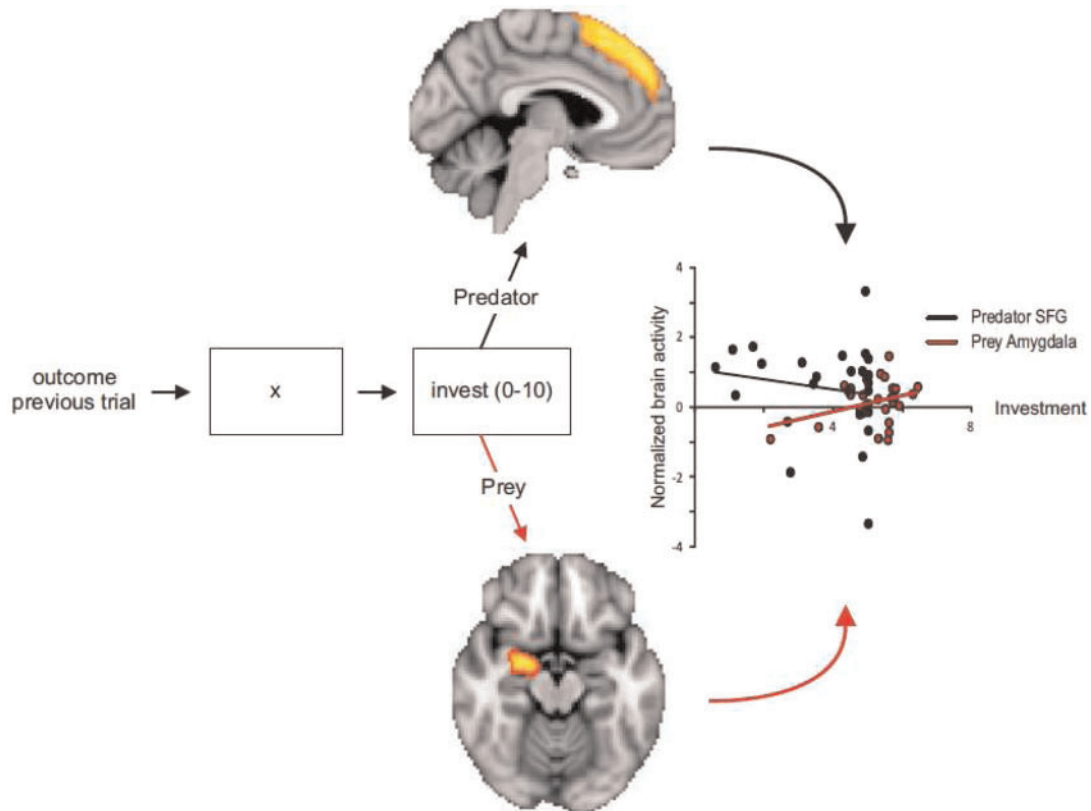 Predator
outcome
previous trial
x
invest (0-10)
Prey
4
2
0
-2
-4
4
8
Normalized brain activity
Investment
Predator SFG
Prey Amygdala